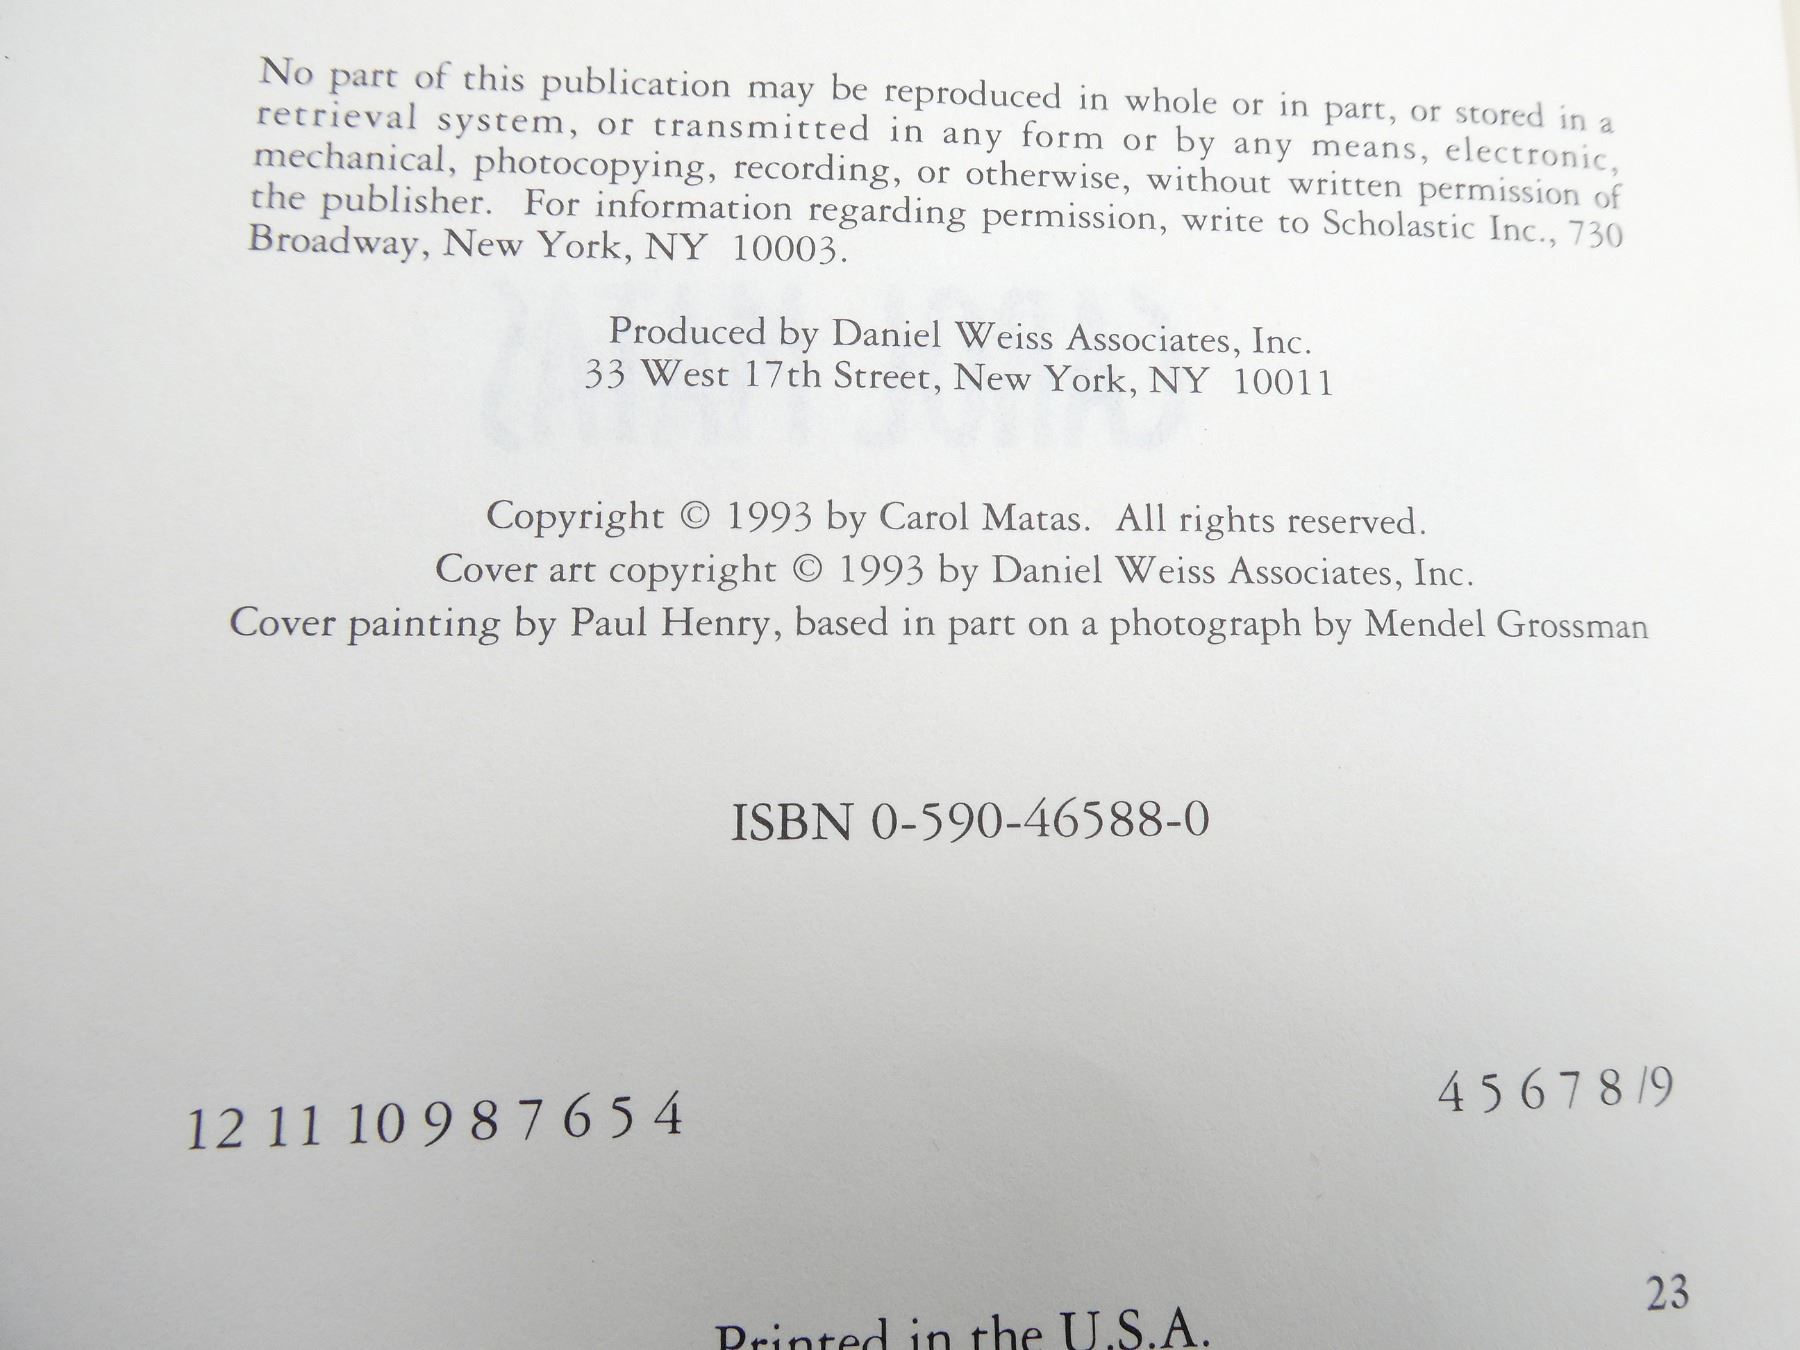 No part of this publication may be reproduced in whole or in part, or stored in a
retrieval system, or transmitted in any form or by any means, electronic,
mechanical, photocopying, recording, or otherwise, without written permission of
the publisher. For information regarding permission, write to Scholastic Inc., 730
Broadway, New York, NY 10003.
Produced by Daniel Weiss Associates, Inc.
33 West 17th Street, New York, NY 10011
Copyright © 1993 by Carol Matas. All rights reserved.
Cover art copyright © 1993 by Daniel Weiss Associates, Inc.
Cover painting by Paul Henry, based in part on a photograph by Mendel Grossman
ISBN 0-590-46588-0
12 11 10 9 8 7 6 5 4 4 5 6 7 8 /9
23
Printed in the U.S.A.